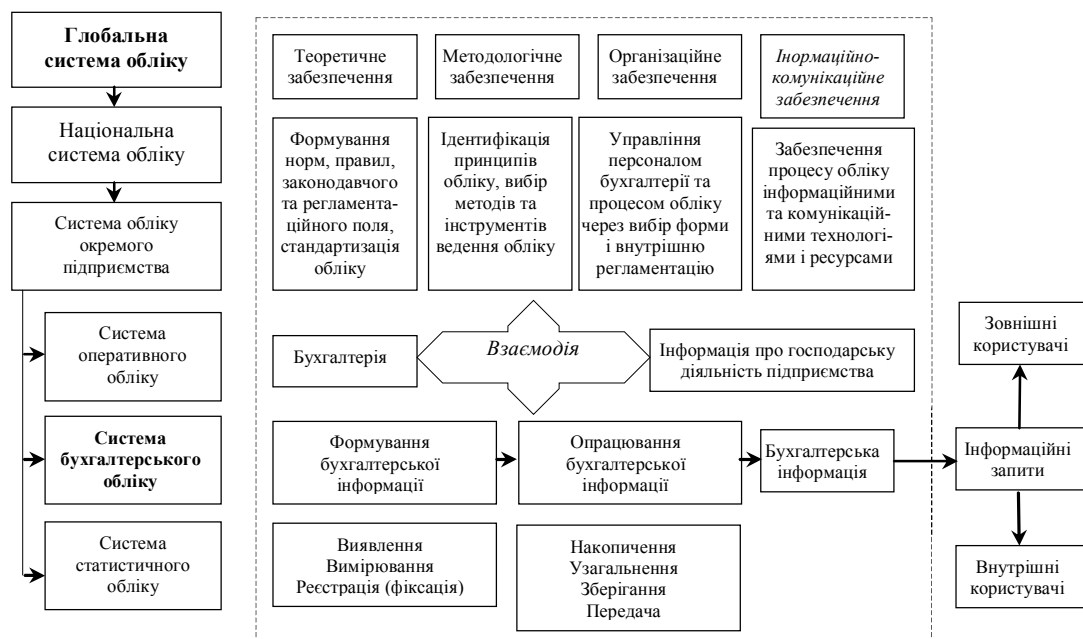 Глобальна
система обліку
Національна
система обліку
Система обліку
окремого
підприємства
Система
оперативного
обліку
Система
бухгалтерського
обліку
Система
статистичного
обліку
Теоретичне
забезпечення
Методологічне
забезпечення
Організаційне
забезпечення
Інормаційно-
комунікаційне
забезпечення
Формування
норм, правил,
законодавчого
та регламента-
ційного поля,
стандартизація
обліку
Ідентифікація
принципів
обліку, вибір
методів та
інструментів
ведення обліку
Управління
персоналом
бухгалтерії та
процесом обліку
через вибір форми
і внутрішню
регламентацію
Забезпечення
процесу обліку
інформаційними
та комунікацій-
ними технологі-
ями і ресурсами
Бухгалтерія
Взаємодія
Інформація про господарську
діяльність підприємства
Формування
бухгалтерської
інформації
Опрацювання
бухгалтерської
інформації
Бухгалтерська
інформація
Виявлення
Вимірювання
Реєстрація (фіксація)
Накопичення
Узагальнення
Зберігання
Передача
Зовнішні
користувачі
Інформаційні
запити
Внутрішні
користувачі